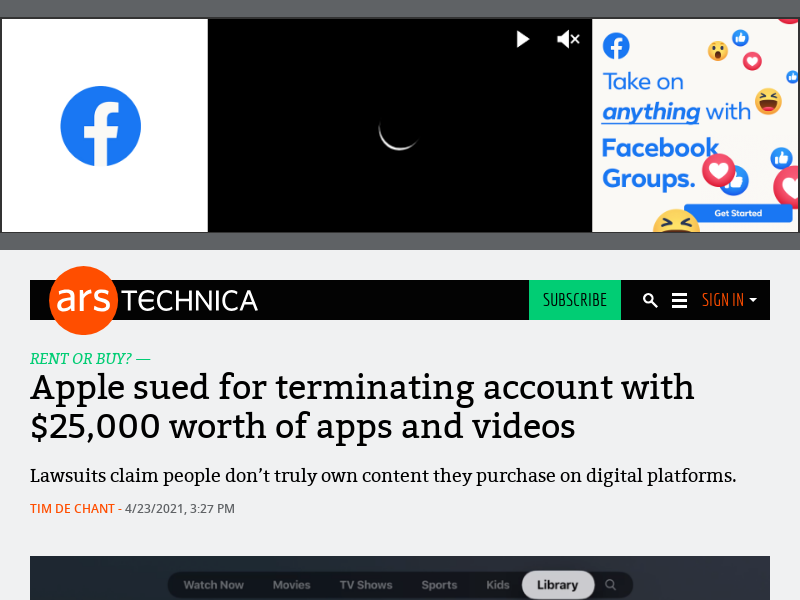 Take on
anything with
Facebook
Groups.
Get Started
ars TECHNICA
SUBSCRIBE
SIGN IN
RENT OR BUY? —
Apple sued for terminating account with
$25,000 worth of apps and videos
Lawsuits claim people don’t truly own content they purchase on digital platforms.
TIM DE CHANT - 4/23/2021, 3:27 PM
Watch Now Movies TV Shows Sports Kids Library